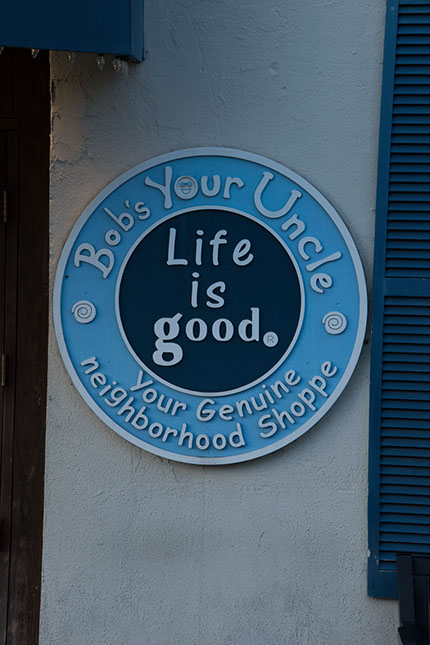 Bob's Your Uncle
Life
is
good.®
Your Genuine
neighborhood Shoppe